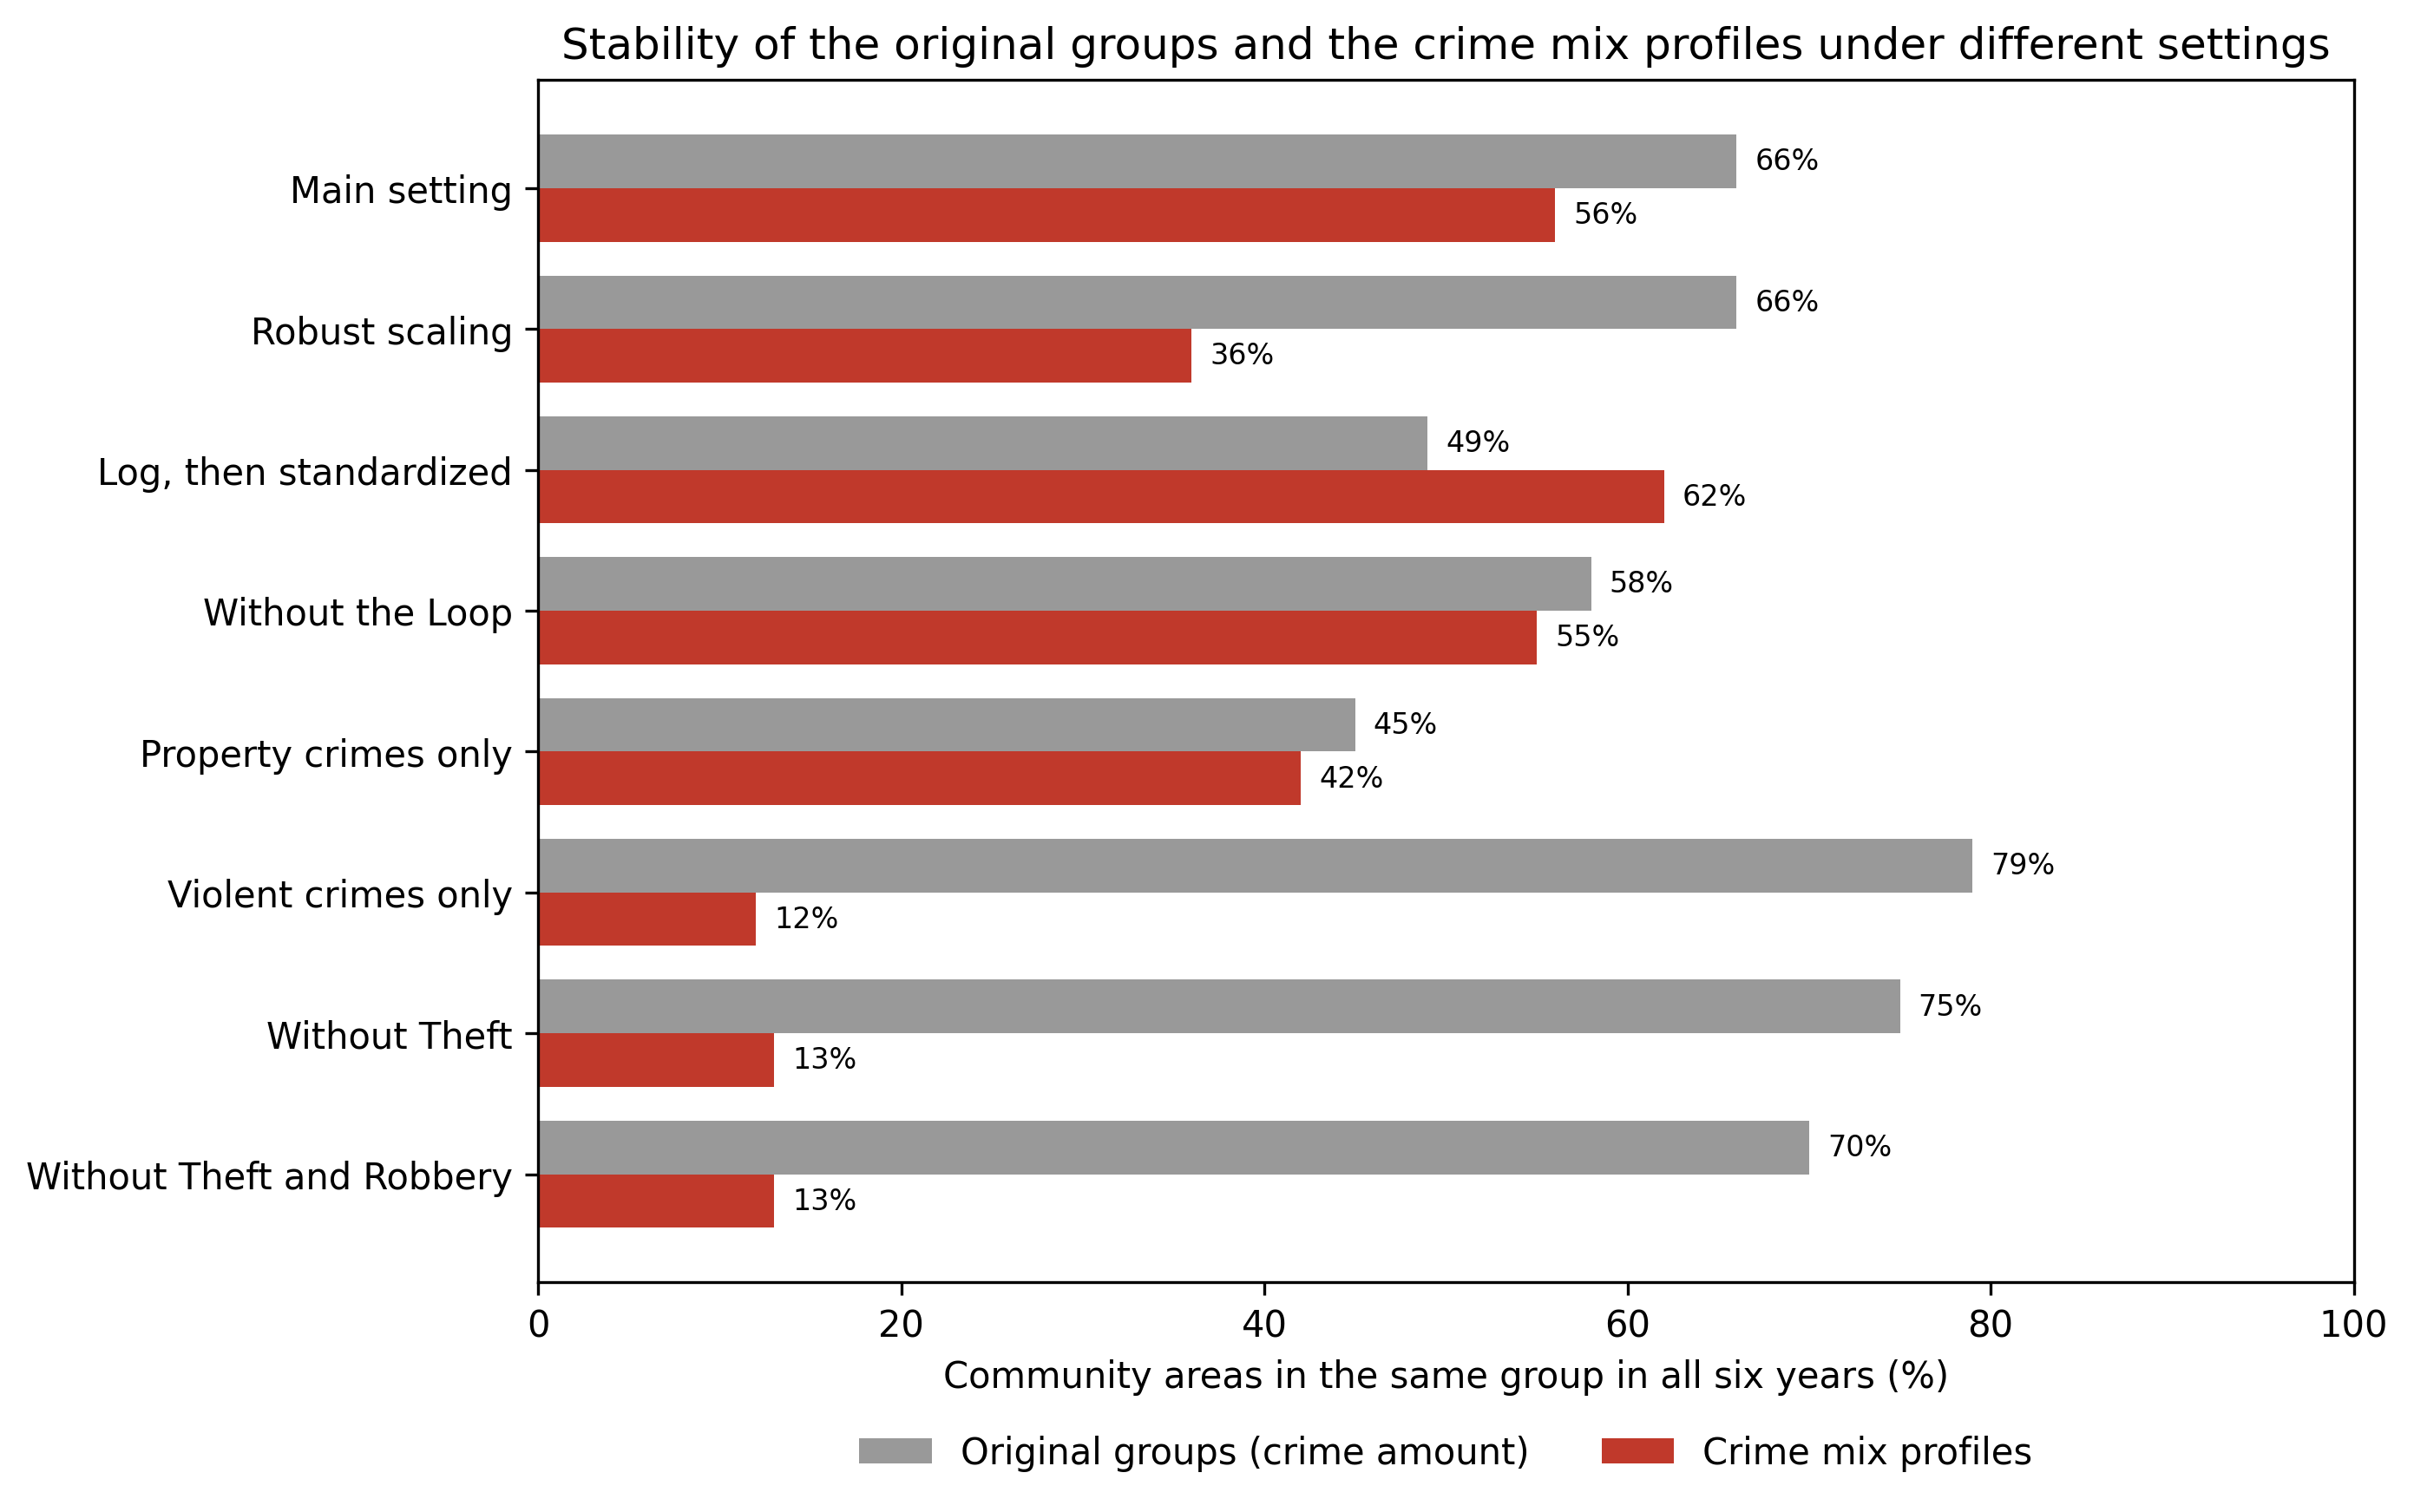 Stability of the original groups and the crime mix profiles under different settings
Main setting
66%
56%
Robust scaling
66%
36%
Log, then standardized
49%
62%
Without the Loop
58%
55%
Property crimes only
45%
42%
Violent crimes only
79%
12%
Without Theft
75%
13%
Without Theft and Robbery
70%
13%
0 20 40 60 80 100
Community areas in the same group in all six years (%)
Original groups (crime amount) Crime mix profiles